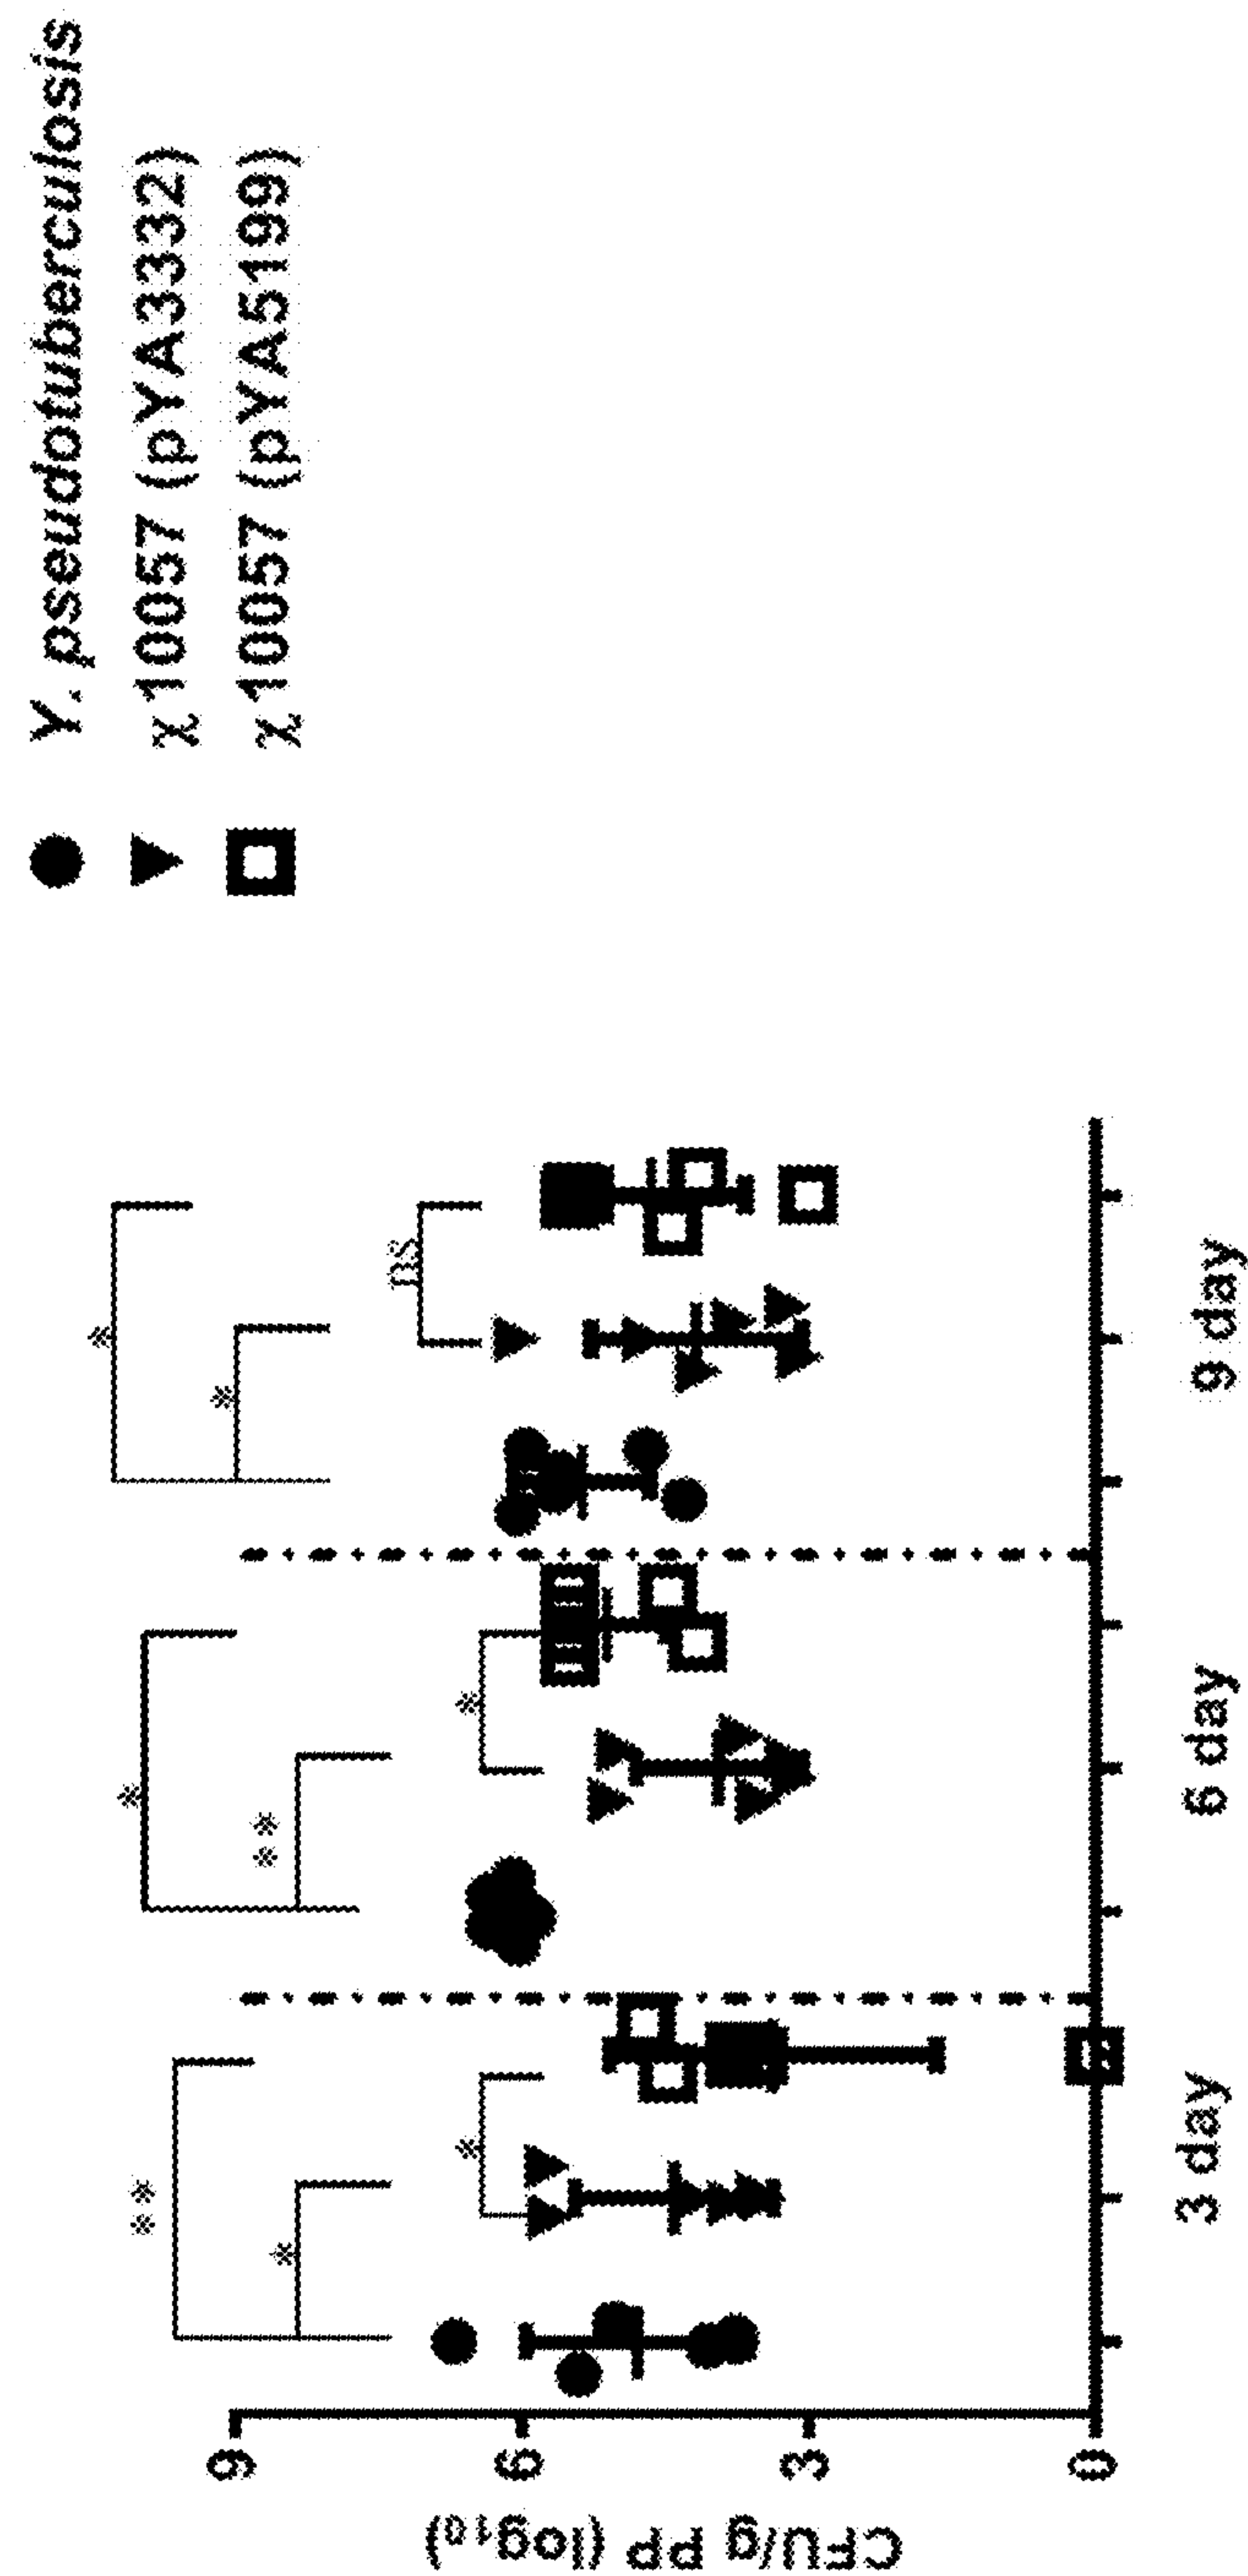 Y. pseudotuberculosis
χ10057 (pYA3332)
χ10057 (pYA5199)
CFU/g PP (log10)
9
6
3
0
**
*
*
*
**
*
*
*
ns
3 day
6 day
9 day